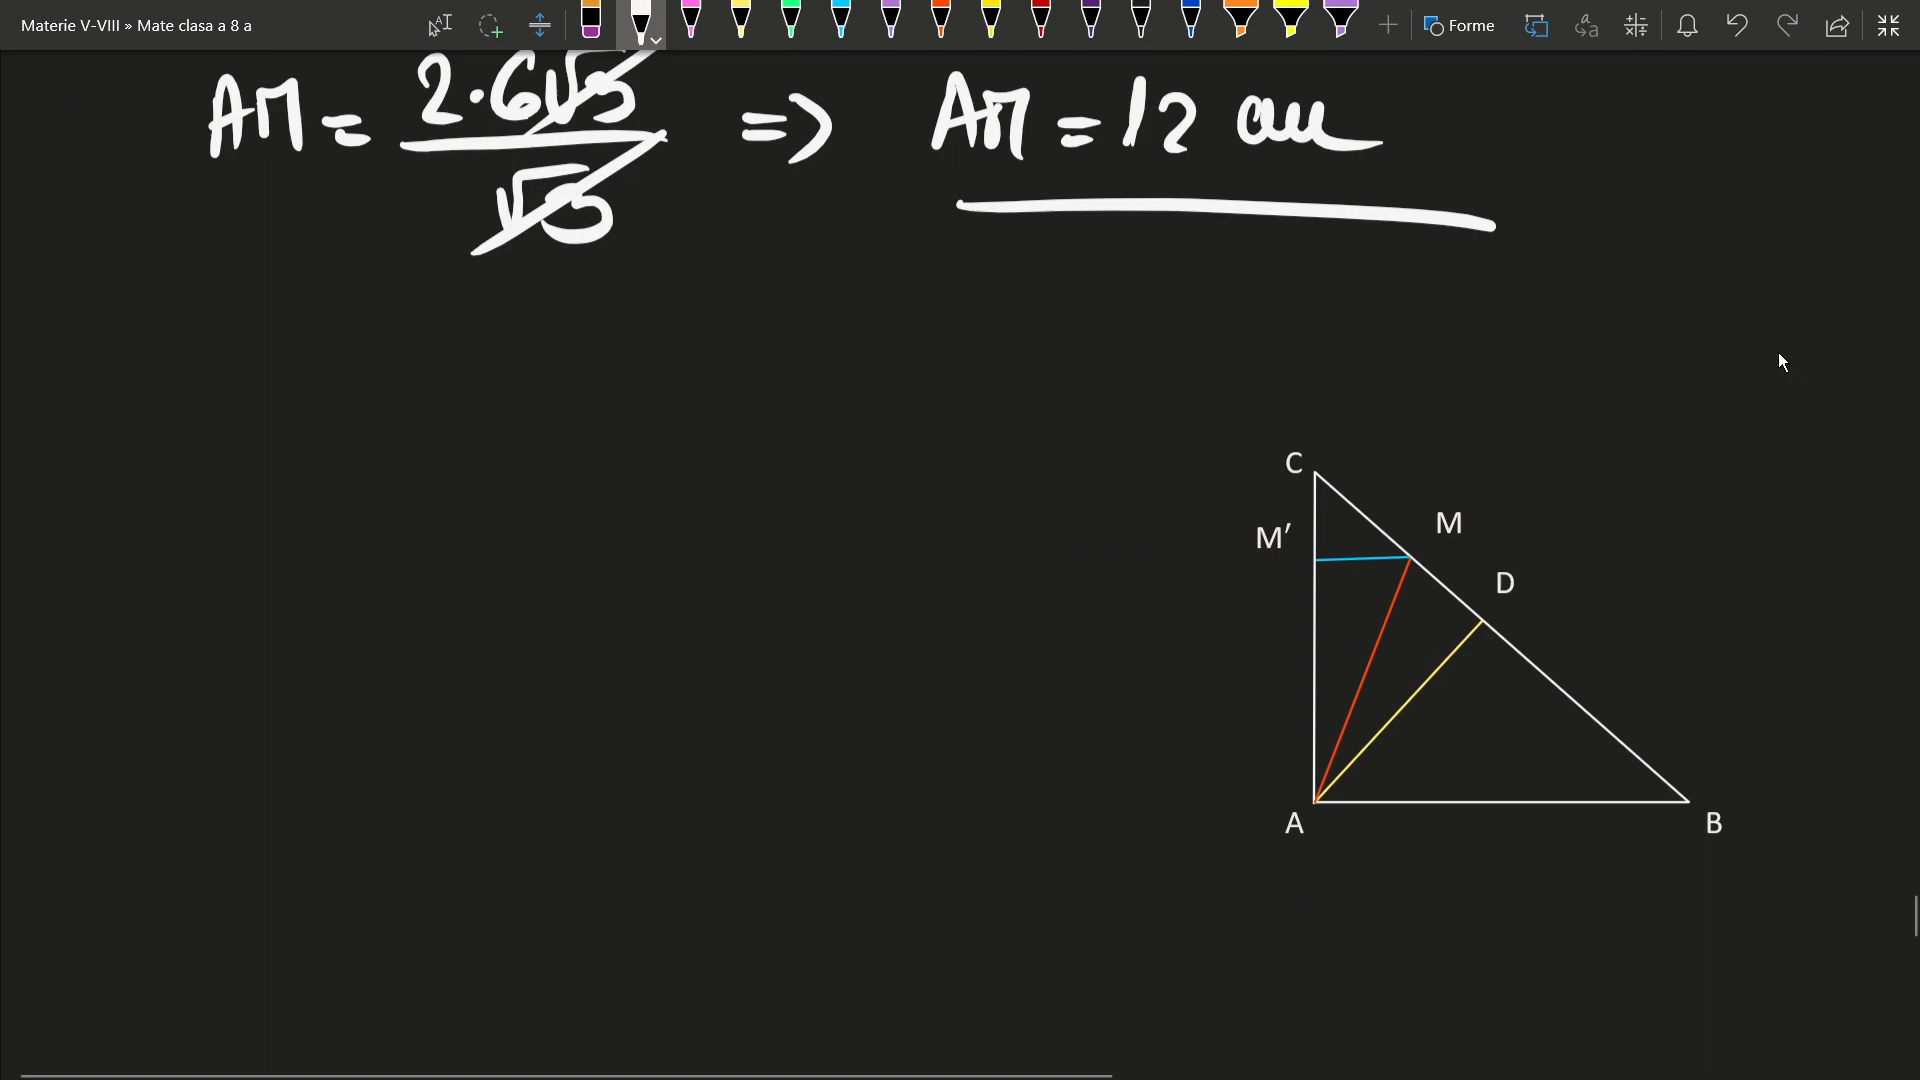 Materie V-VIII » Mate clasa a 8 a
Forme
AM = 2·6√3 / √3 => AM = 12 cm
C
M
M′
D
A
B